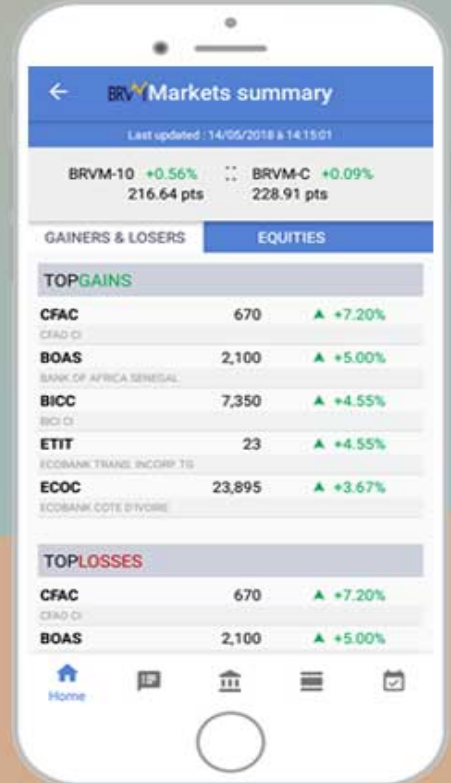 BRVM Markets summary
Last updated : 14/05/2018 à 14:15:01
BRVM-10 +0.56% :: BRVM-C +0.09%
216.64 pts 228.91 pts
GAINERS & LOSERS EQUITIES
TOPGAINS
CFAC 670 ▲ +7.20%
CFAO CI
BOAS 2,100 ▲ +5.00%
BANK OF AFRICA SENEGAL
BICC 7,350 ▲ +4.55%
BICI CI
ETIT 23 ▲ +4.55%
ECOBANK TRANS. INCORP. TG
ECOC 23,895 ▲ +3.67%
ECOBANK COTE D'IVOIRE
TOPLOSSES
CFAC 670 ▲ +7.20%
CFAO CI
BOAS 2,100 ▲ +5.00%
Home